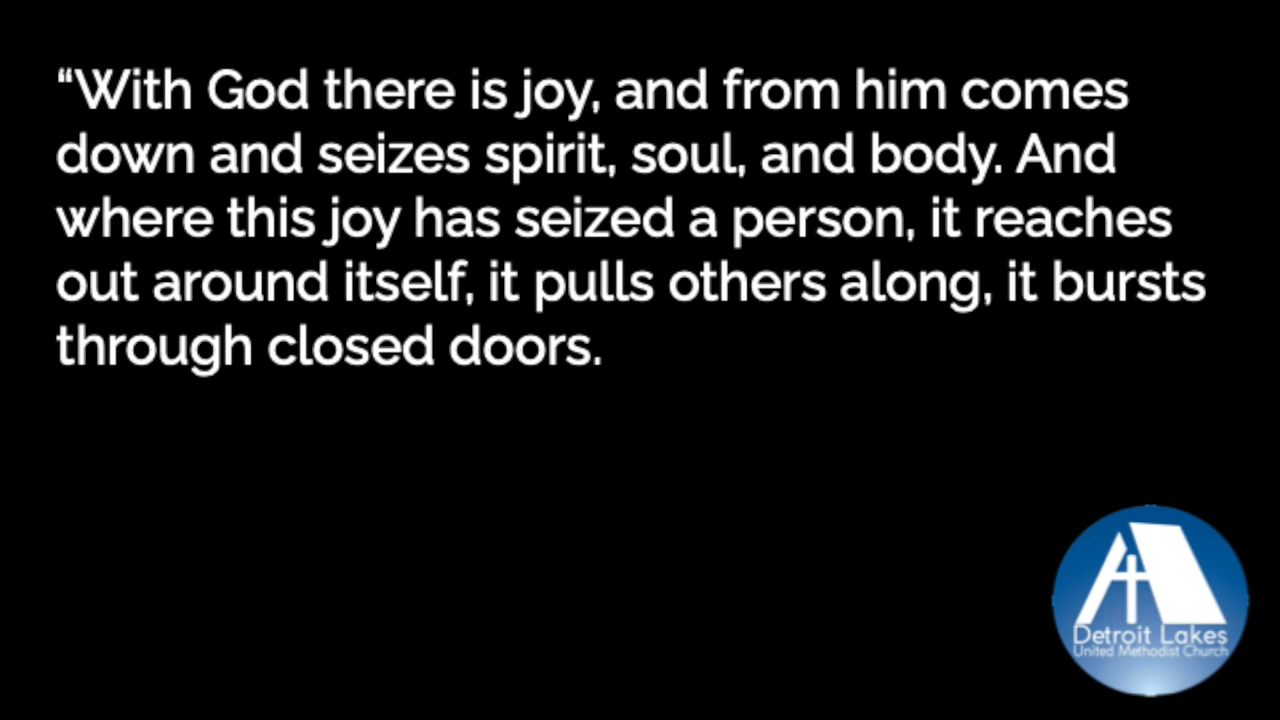 “With God there is joy, and from him comes
down and seizes spirit, soul, and body. And
where this joy has seized a person, it reaches
out around itself, it pulls others along, it bursts
through closed doors.
Detroit Lakes
United Methodist Church